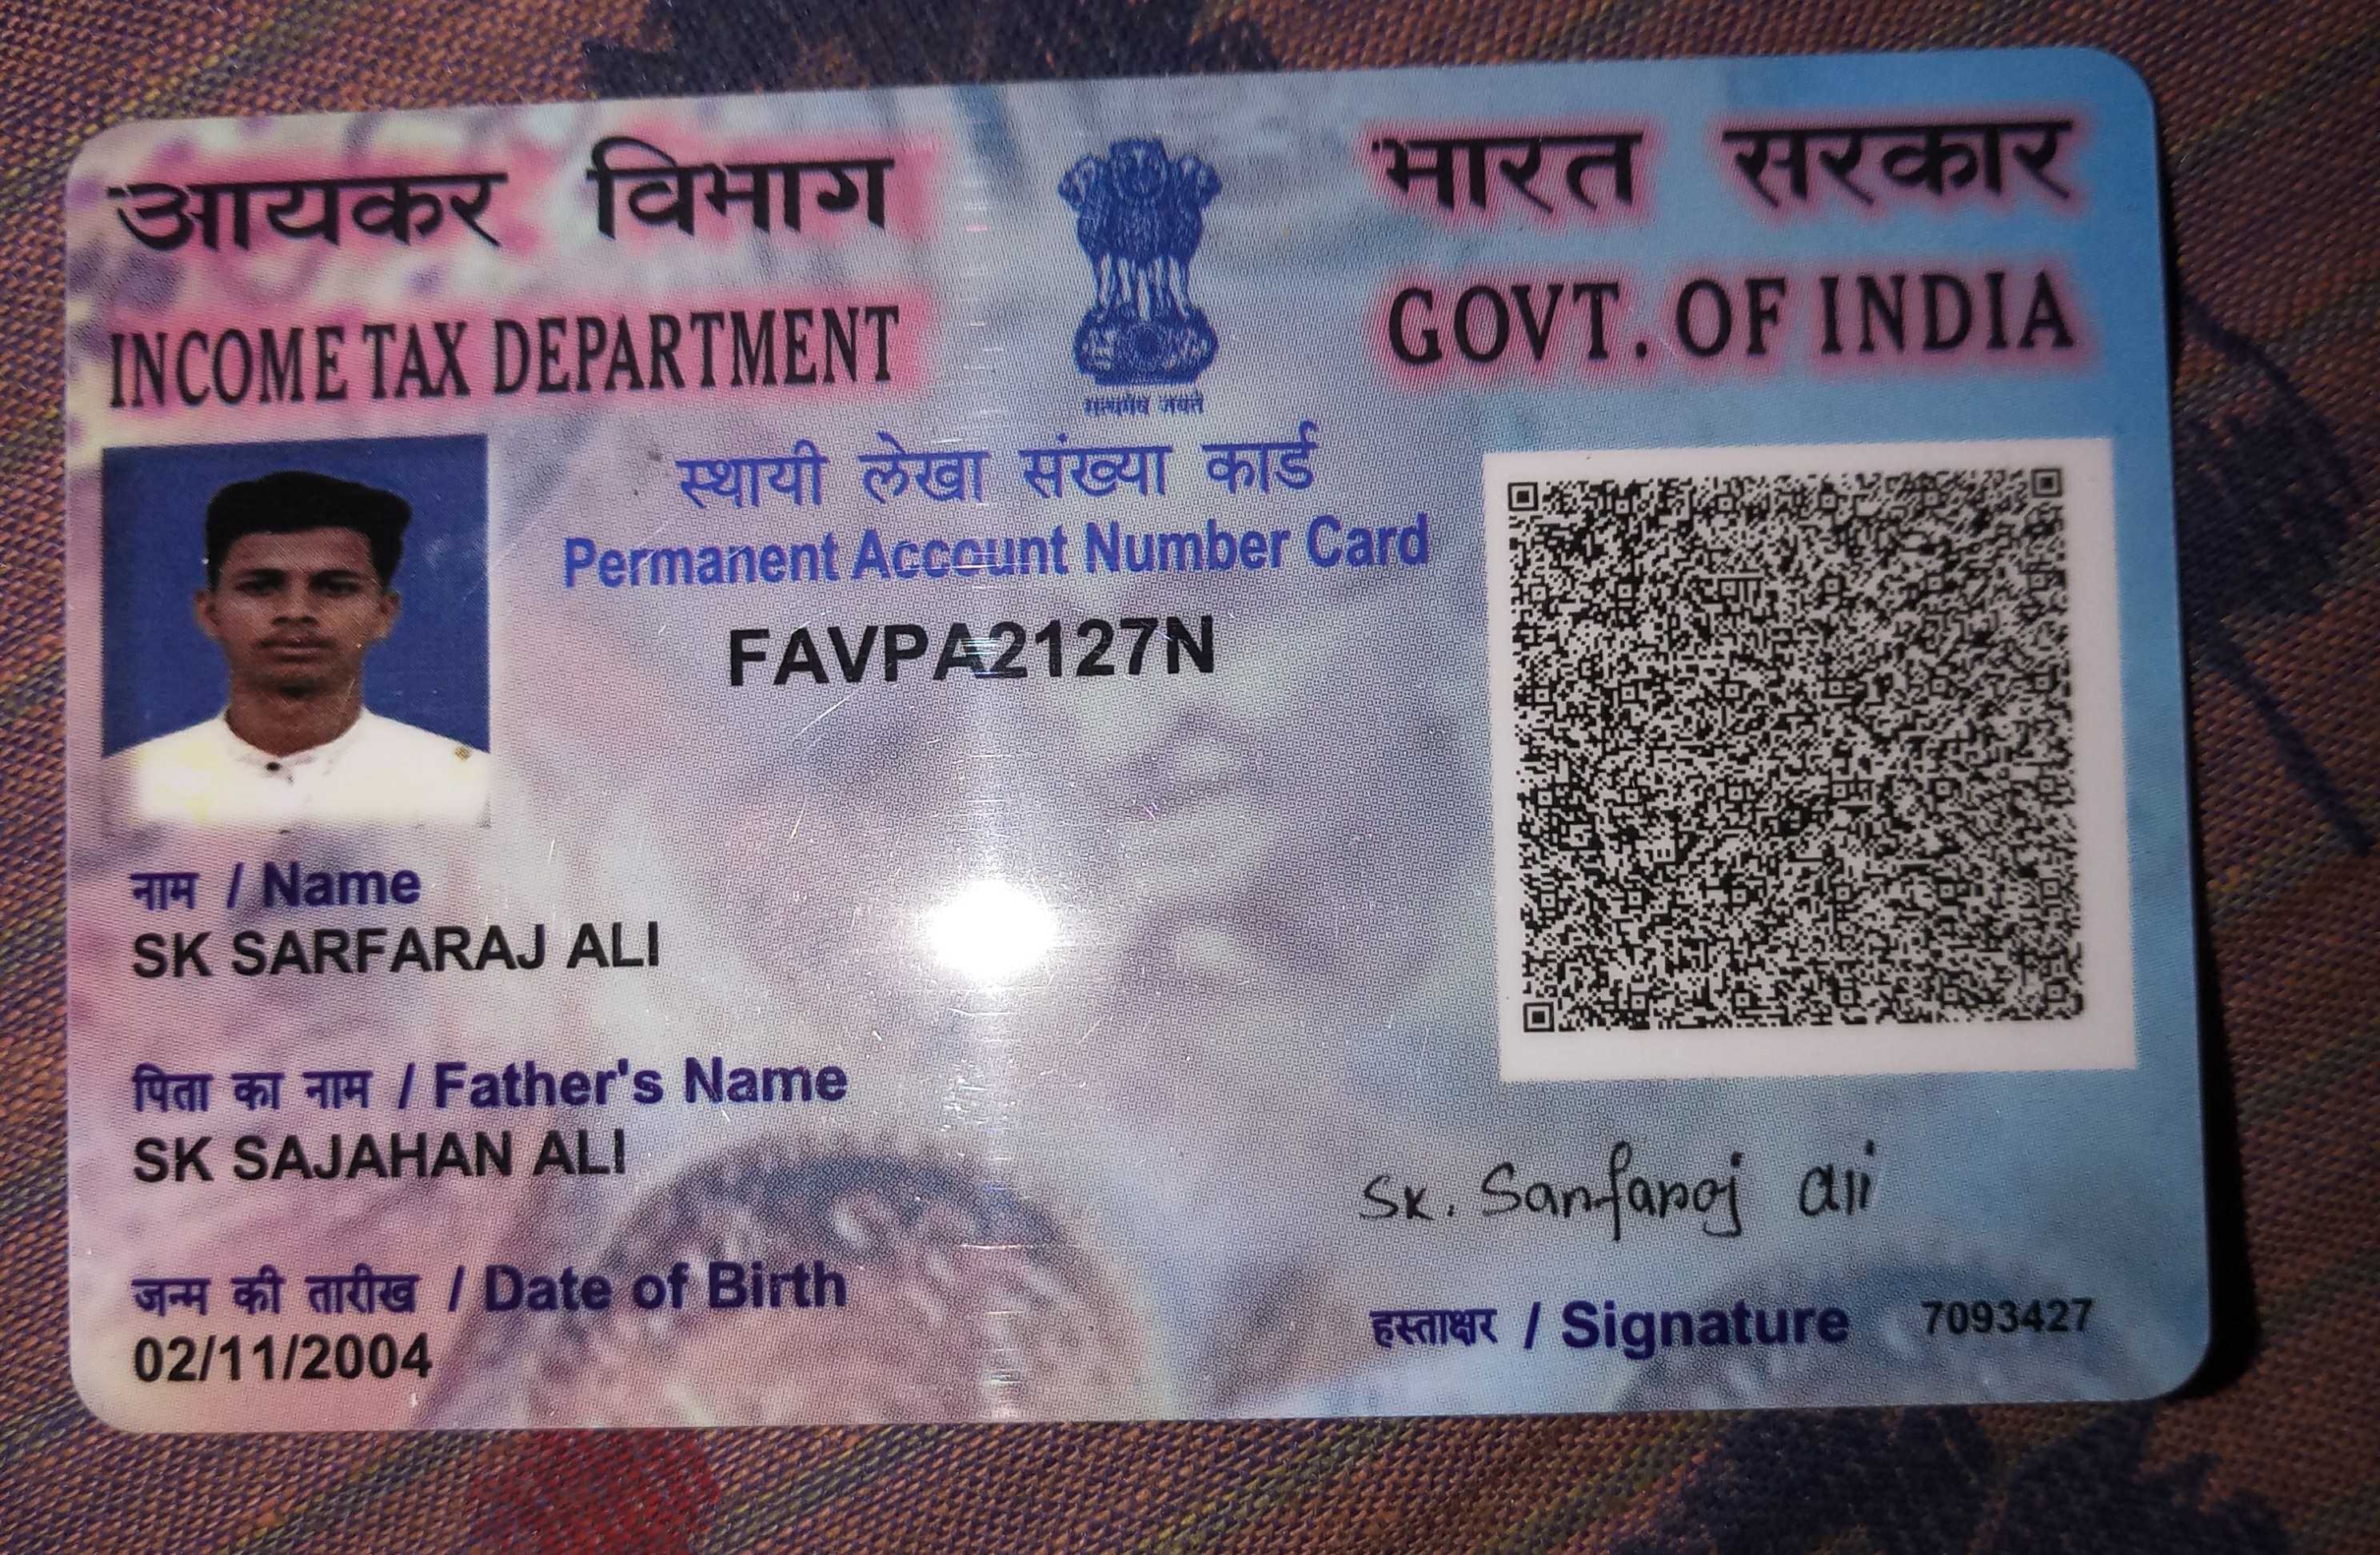 आयकर विभाग
INCOME TAX DEPARTMENT
सत्यमेव जयते
भारत सरकार
GOVT. OF INDIA
स्थायी लेखा संख्या कार्ड
Permanent Account Number Card
FAVPA2127N
नाम / Name
SK SARFARAJ ALI
पिता का नाम / Father's Name
SK SAJAHAN ALI
जन्म की तारीख / Date of Birth
02/11/2004
SK. Sarfaraj Ali
हस्ताक्षर / Signature
7093427